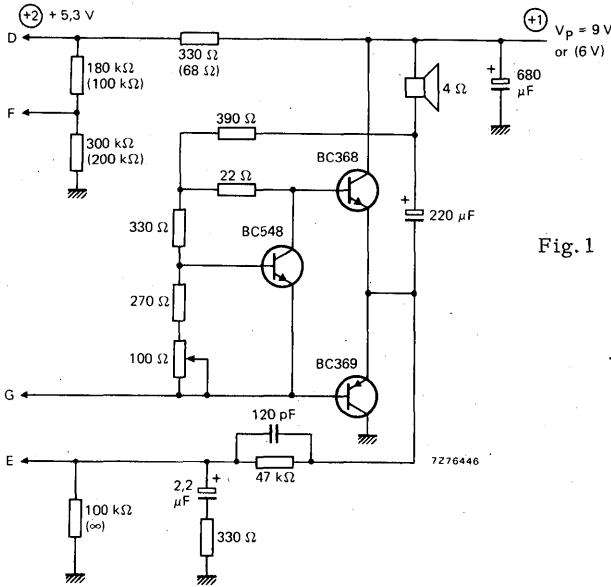 +2 + 5,3 V
+1
D
330 Ω
(68 Ω)
V_P = 9 V
or (6 V)
180 kΩ
(100 kΩ)
+
680
μF
4 Ω
F
390 Ω
300 kΩ
(200 kΩ)
22 Ω
BC368
+
220 μF
330 Ω
BC548
Fig. 1
270 Ω
100 Ω
BC369
G
120 pF
E
47 kΩ
7Z76446
100 kΩ
(∞)
2,2
μF
+
330 Ω